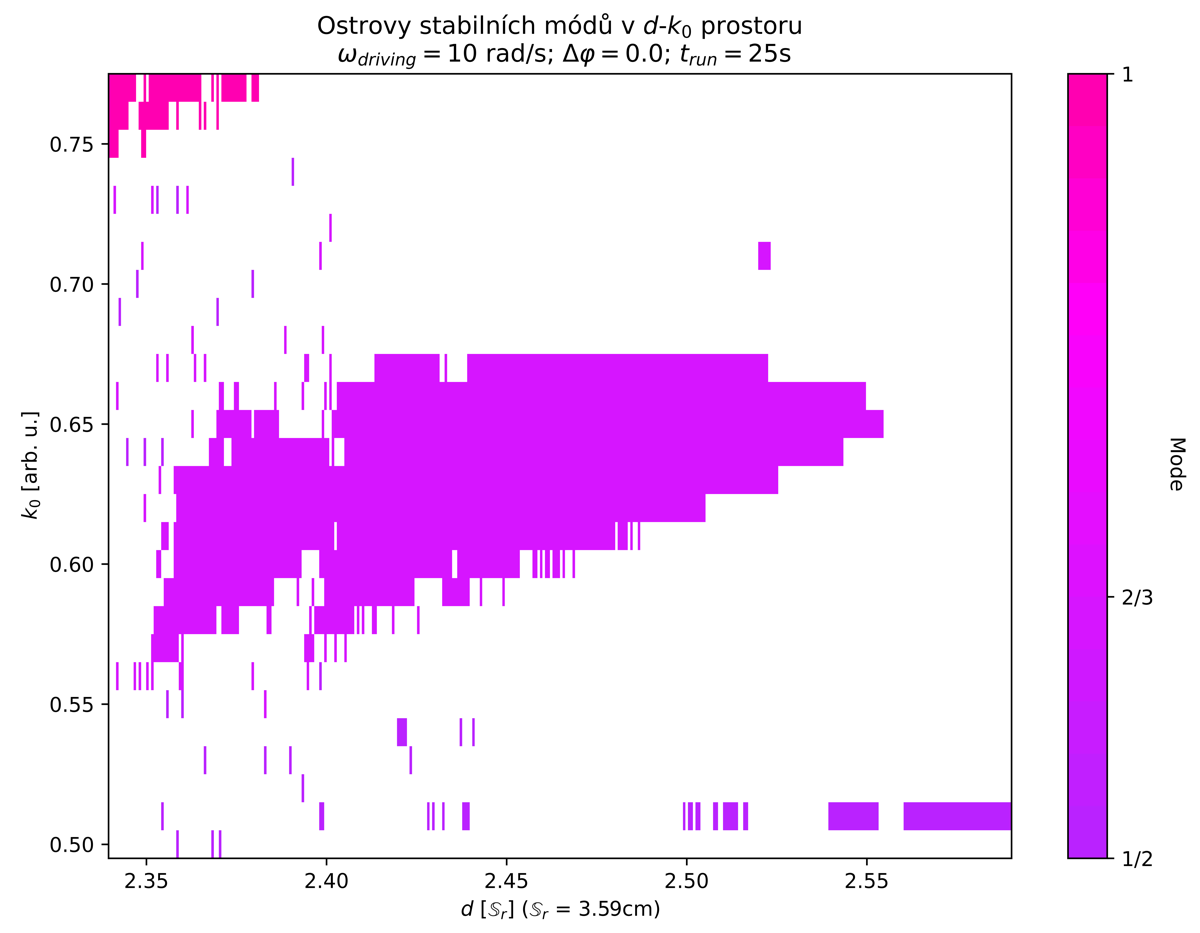 Ostrovy stabilních módů v d-k₀ prostoru
ω_driving = 10 rad/s; Δφ = 0.0; t_run = 25s
k₀ [arb. u.]
0.75
0.70
0.65
0.60
0.55
0.50
2.35 2.40 2.45 2.50 2.55
d [𝕊ᵣ] (𝕊ᵣ = 3.59cm)
1
2/3
1/2
Mode